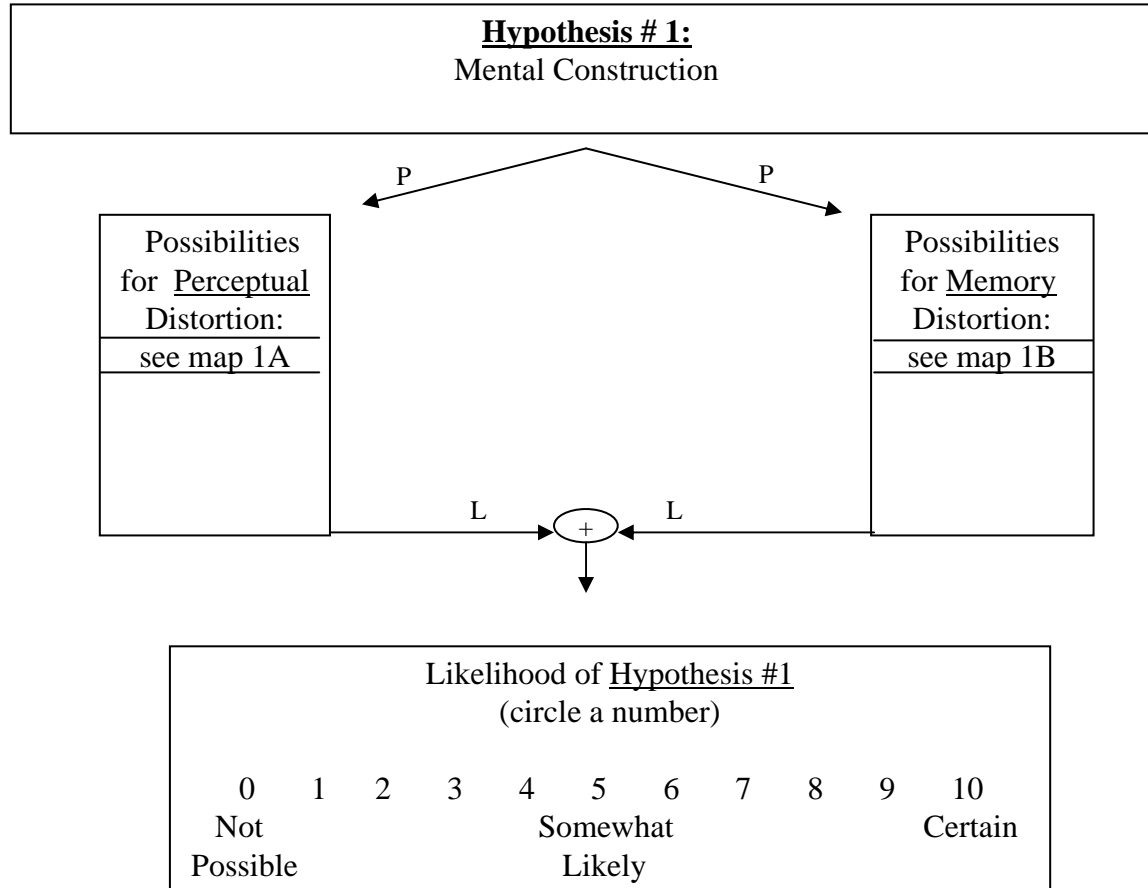 Hypothesis # 1:
Mental Construction
P
P
Possibilities
for Perceptual
Distortion:
see map 1A
Possibilities
for Memory
Distortion:
see map 1B
L
+
L
Likelihood of Hypothesis #1
(circle a number)
0 1 2 3 4 5 6 7 8 9 10
Not Somewhat Certain
Possible Likely